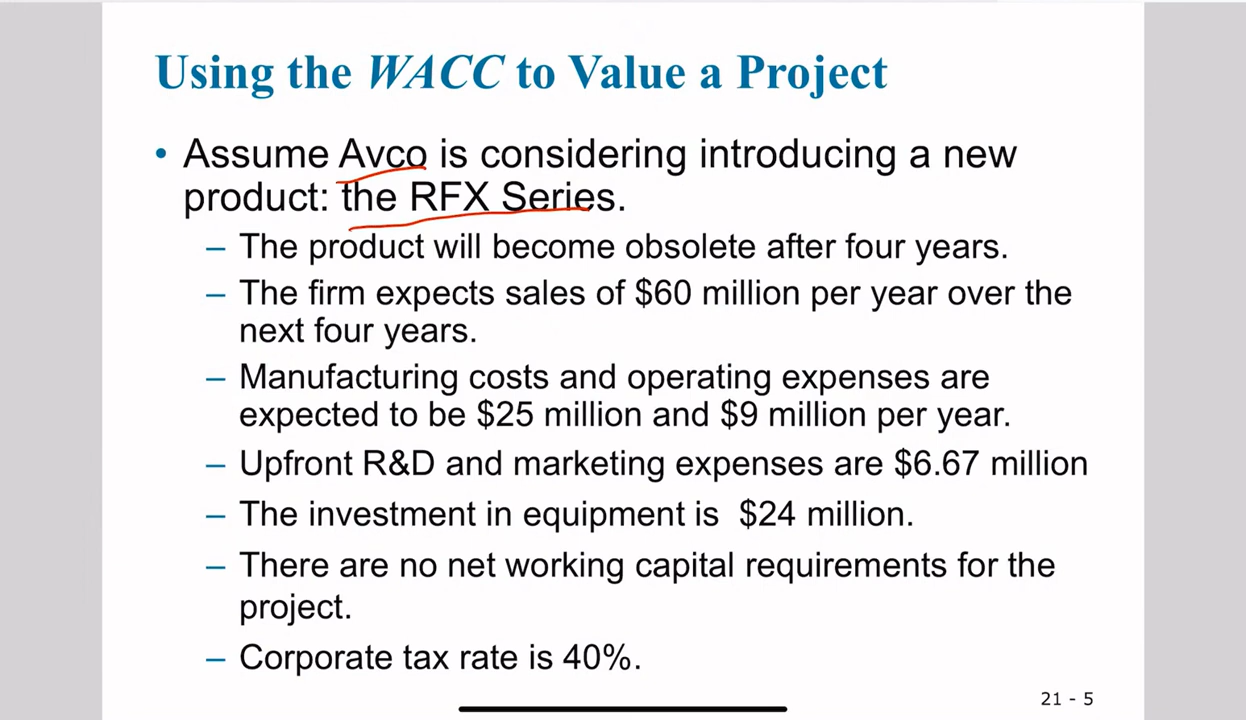 Using the WACC to Value a Project
• Assume Avco is considering introducing a new
product: the RFX Series.
– The product will become obsolete after four years.
– The firm expects sales of $60 million per year over the
next four years.
– Manufacturing costs and operating expenses are
expected to be $25 million and $9 million per year.
– Upfront R&D and marketing expenses are $6.67 million
– The investment in equipment is $24 million.
– There are no net working capital requirements for the
project.
– Corporate tax rate is 40%.
21 - 5